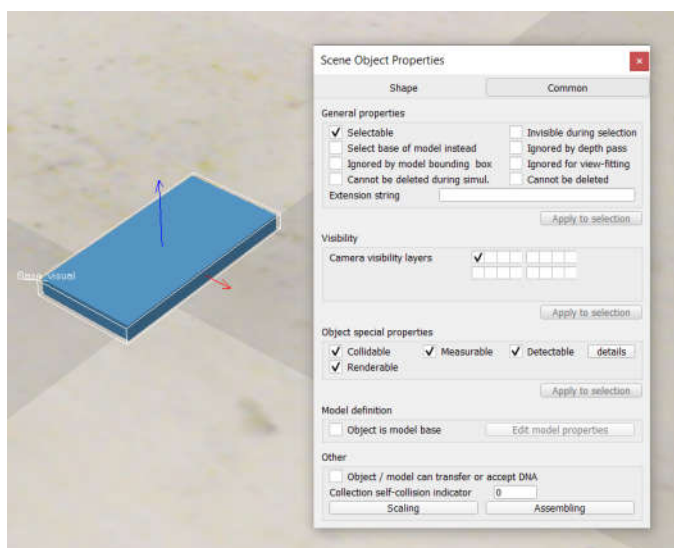 Scene Object Properties
Shape Common
General properties
Selectable Invisible during selection
Select base of model instead Ignored by depth pass
Ignored by model bounding box Ignored for view-fitting
Cannot be deleted during simul. Cannot be deleted
Extension string
Apply to selection
Visibility
Camera visibility layers
Apply to selection
Base_visual
Object special properties
Collidable Measurable Detectable details
Renderable
Apply to selection
Model definition
Object is model base Edit model properties
Other
Object / model can transfer or accept DNA
Collection self-collision indicator 0
Scaling Assembling